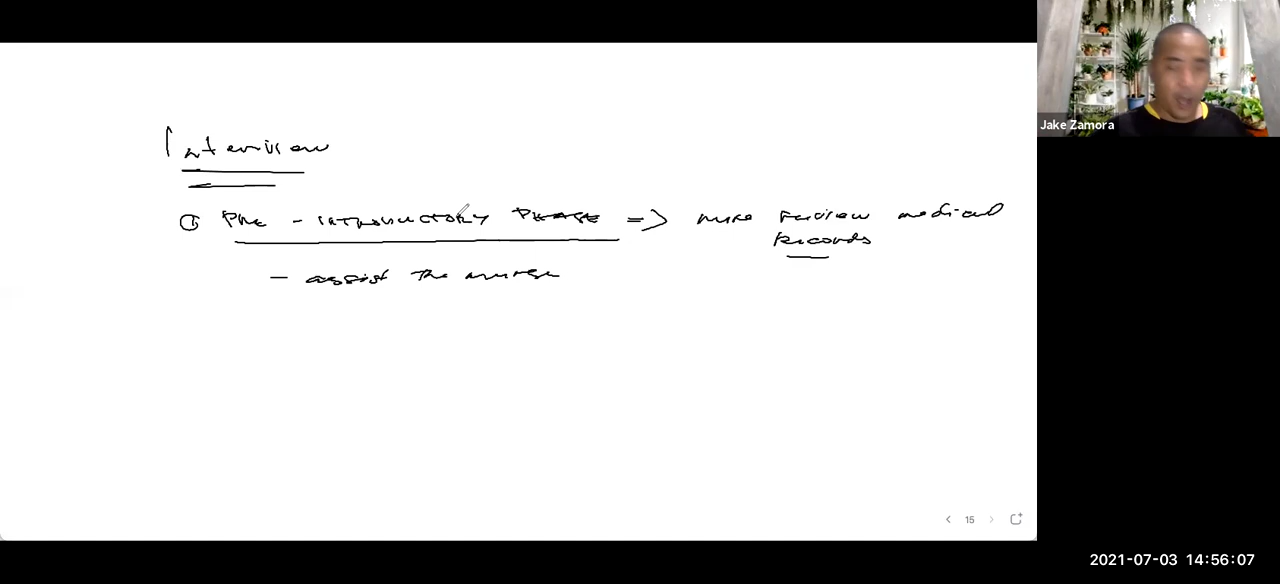 Interview
① PRE - INTRODUCTORY PHASE => nurse review medical
records
- assist the nurse
Jake Zamora
15
2021-07-03 14:56:07